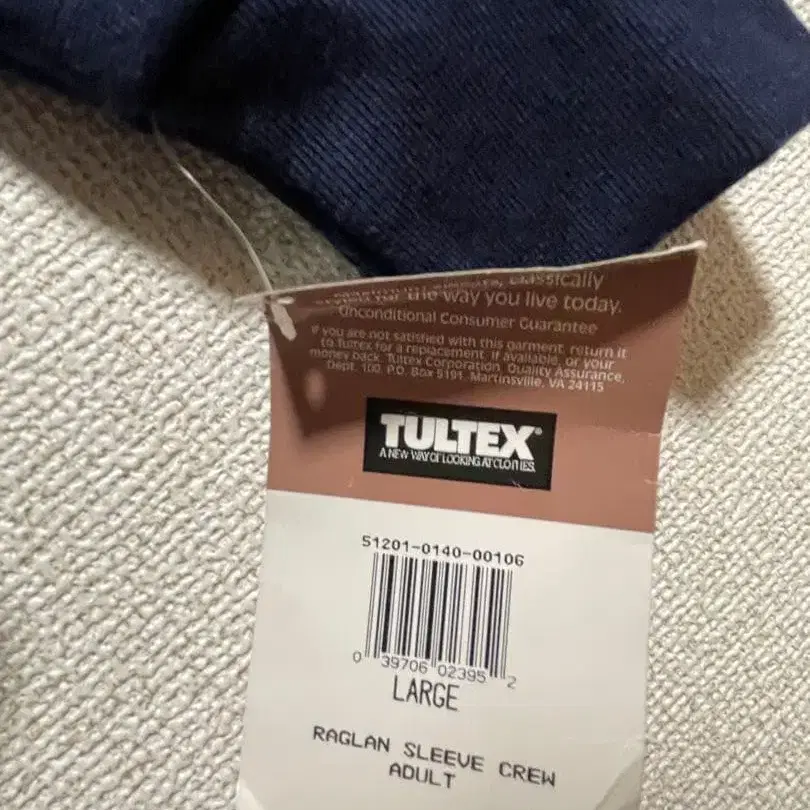 classically
the way you live today.
Unconditional Consumer Guarantee
If you are not satisfied with this garment, return it
to Tultex for a replacement, if available, or your
money back. Tultex Corporation, Quality Assurance,
Dept. 100, P.O. Box 5191, Martinsville, VA 24115
TULTEX®
A NEW WAY OF LOOKING AT CLOTHES.
51201-0140-00106
0 39706 02395 2
LARGE
RAGLAN SLEEVE CREW
ADULT